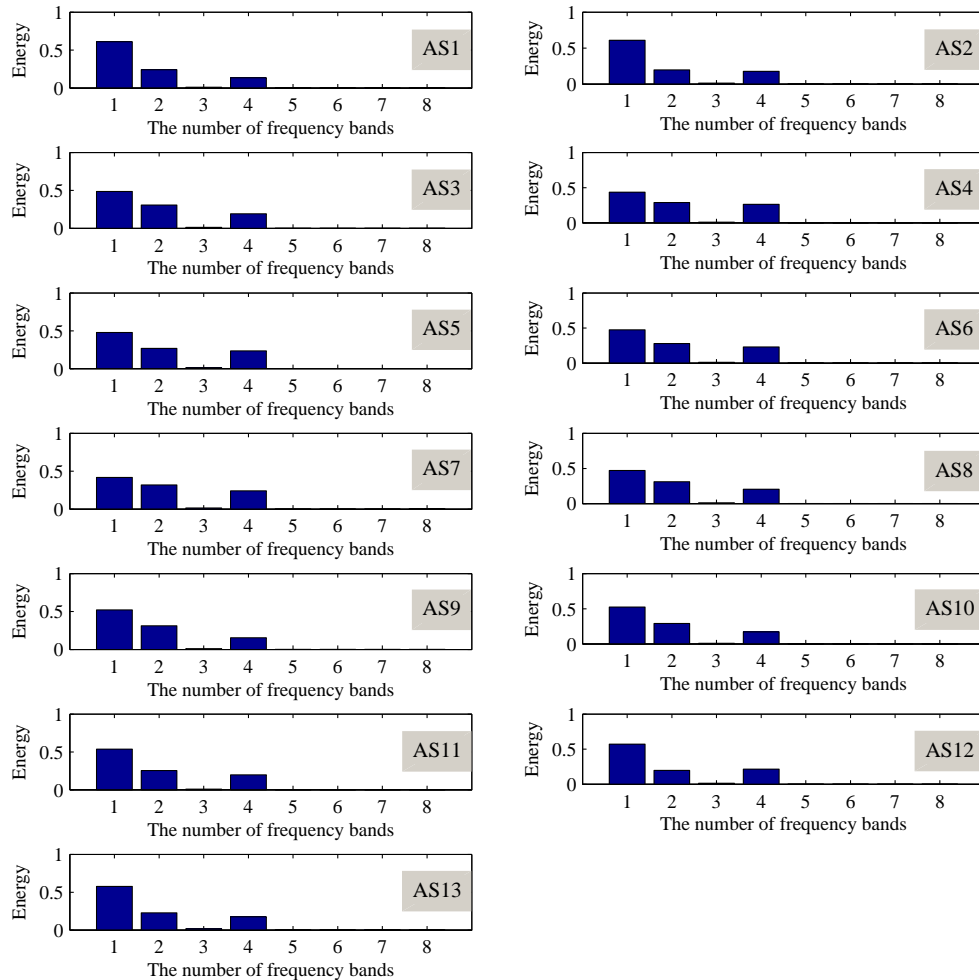 1
0.5
0
Energy
AS1
1 2 3 4 5 6 7 8
The number of frequency bands
1
0.5
0
Energy
AS2
1 2 3 4 5 6 7 8
The number of frequency bands
1
0.5
0
Energy
AS3
1 2 3 4 5 6 7 8
The number of frequency bands
1
0.5
0
Energy
AS4
1 2 3 4 5 6 7 8
The number of frequency bands
1
0.5
0
Energy
AS5
1 2 3 4 5 6 7 8
The number of frequency bands
1
0.5
0
Energy
AS6
1 2 3 4 5 6 7 8
The number of frequency bands
1
0.5
0
Energy
AS7
1 2 3 4 5 6 7 8
The number of frequency bands
1
0.5
0
Energy
AS8
1 2 3 4 5 6 7 8
The number of frequency bands
1
0.5
0
Energy
AS9
1 2 3 4 5 6 7 8
The number of frequency bands
1
0.5
0
Energy
AS10
1 2 3 4 5 6 7 8
The number of frequency bands
1
0.5
0
Energy
AS11
1 2 3 4 5 6 7 8
The number of frequency bands
1
0.5
0
Energy
AS12
1 2 3 4 5 6 7 8
The number of frequency bands
1
0.5
0
Energy
AS13
1 2 3 4 5 6 7 8
The number of frequency bands